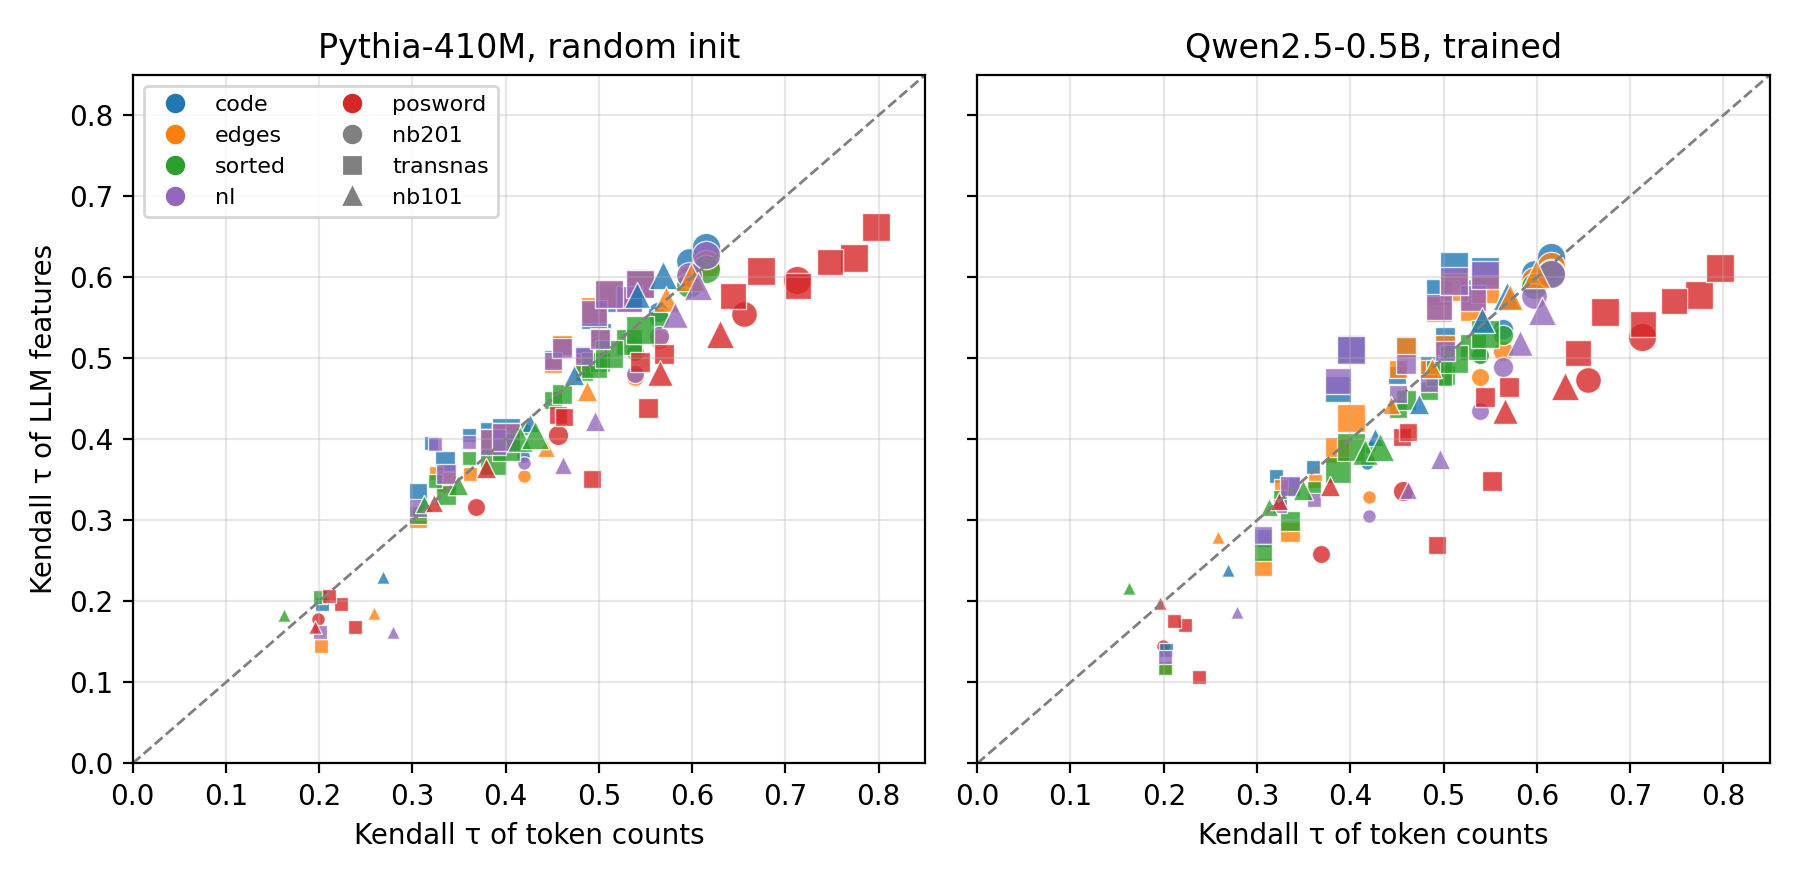 Pythia-410M, random init
Qwen2.5-0.5B, trained
code
edges
sorted
nl
posword
nb201
transnas
nb101
Kendall τ of LLM features
0.8
0.7
0.6
0.5
0.4
0.3
0.2
0.1
0.0
0.0 0.1 0.2 0.3 0.4 0.5 0.6 0.7 0.8
0.0 0.1 0.2 0.3 0.4 0.5 0.6 0.7 0.8
Kendall τ of token counts
Kendall τ of token counts